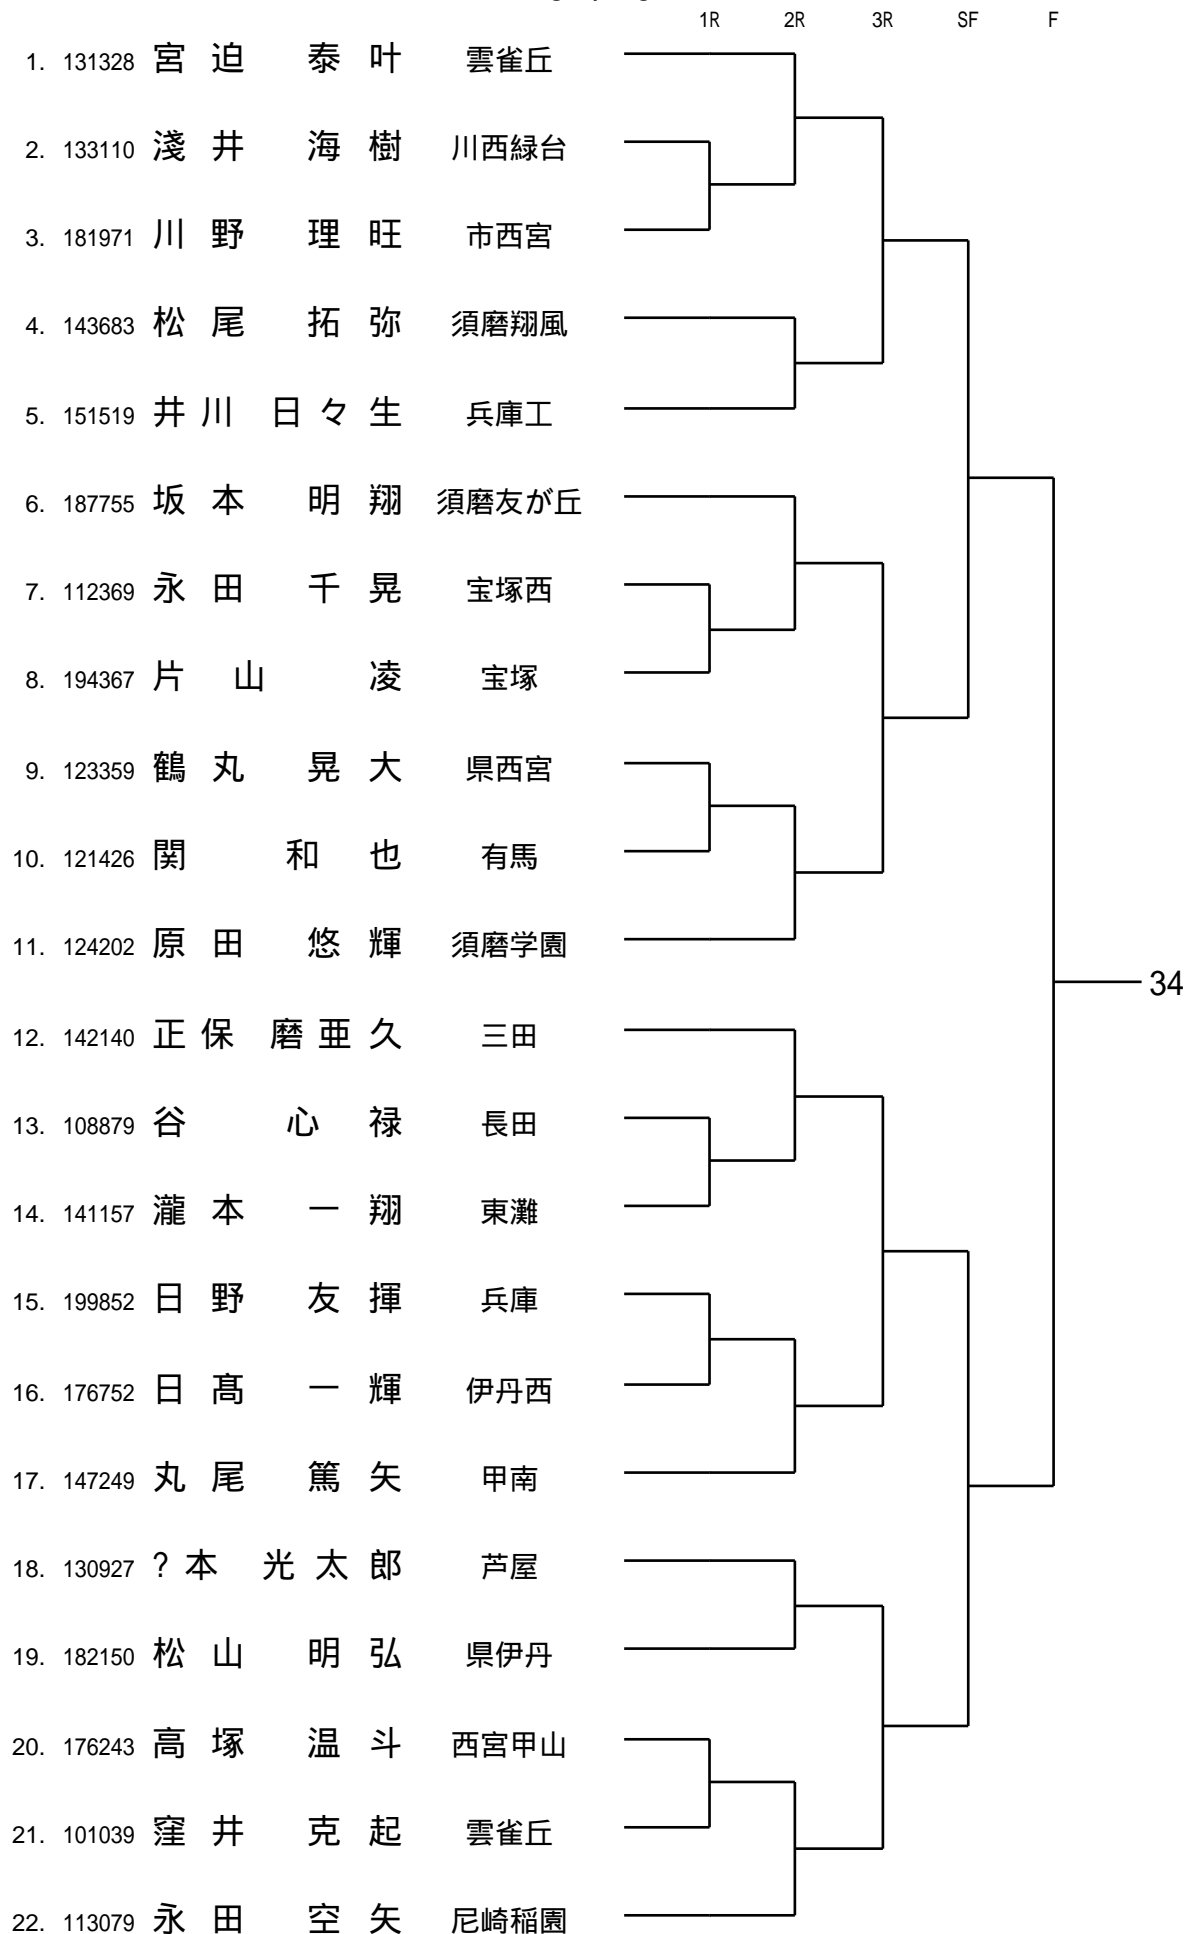 1R 2R 3R SF F
1. 131328 宮迫 泰叶 雲雀丘
2. 133110 淺井 海樹 川西緑台
3. 181971 川野 理旺 市西宮
4. 143683 松尾 拓弥 須磨翔風
5. 151519 井川 日々生 兵庫工
6. 187755 坂本 明翔 須磨友が丘
7. 112369 永田 千晃 宝塚西
8. 194367 片山 凌 宝塚
9. 123359 鶴丸 晃大 県西宮
10. 121426 関 和也 有馬
11. 124202 原田 悠輝 須磨学園
34
12. 142140 正保 磨亜久 三田
13. 108879 谷 心禄 長田
14. 141157 瀧本 一翔 東灘
15. 199852 日野 友揮 兵庫
16. 176752 日髙 一輝 伊丹西
17. 147249 丸尾 篤矢 甲南
18. 130927 ?本 光太郎 芦屋
19. 182150 松山 明弘 県伊丹
20. 176243 高塚 温斗 西宮甲山
21. 101039 窪井 克起 雲雀丘
22. 113079 永田 空矢 尼崎稲園